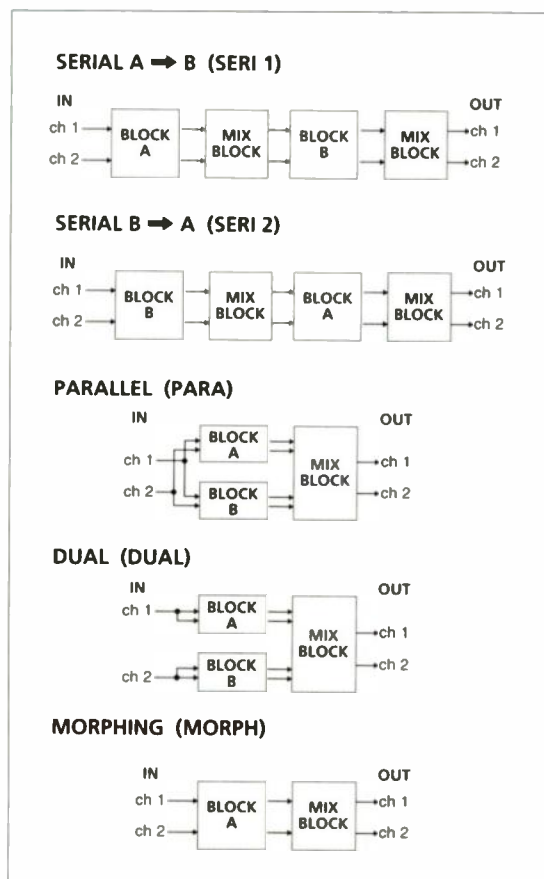 SERIAL A ➡ B (SERI 1)
IN
OUT
ch 1
BLOCK A
MIX BLOCK
BLOCK B
MIX BLOCK
ch 1
ch 2
ch 2
SERIAL B ➡ A (SERI 2)
IN
OUT
ch 1
BLOCK B
MIX BLOCK
BLOCK A
MIX BLOCK
ch 1
ch 2
ch 2
PARALLEL (PARA)
IN
OUT
BLOCK
A
ch 1
MIX
BLOCK
ch 1
ch 2
ch 2
BLOCK
B
DUAL (DUAL)
IN
OUT
ch 1
BLOCK
A
MIX
BLOCK
ch 1
ch 2
ch 2
BLOCK
B
MORPHING (MORPH)
IN
OUT
ch 1
BLOCK
A
MIX
BLOCK
ch 1
ch 2
ch 2